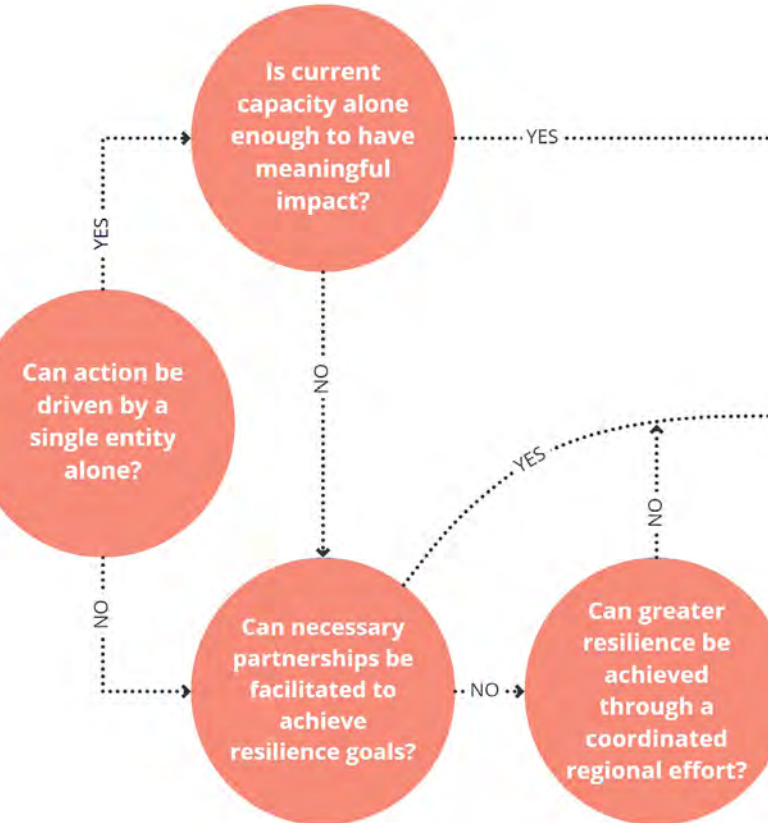 Is current
capacity alone
enough to have
meaningful
impact?
YES
YES
Can action be
driven by a
single entity
alone?
NO
YES
NO
NO
Can necessary
partnerships be
facilitated to
achieve
resilience goals?
NO
Can greater
resilience be
achieved
through a
coordinated
regional effort?